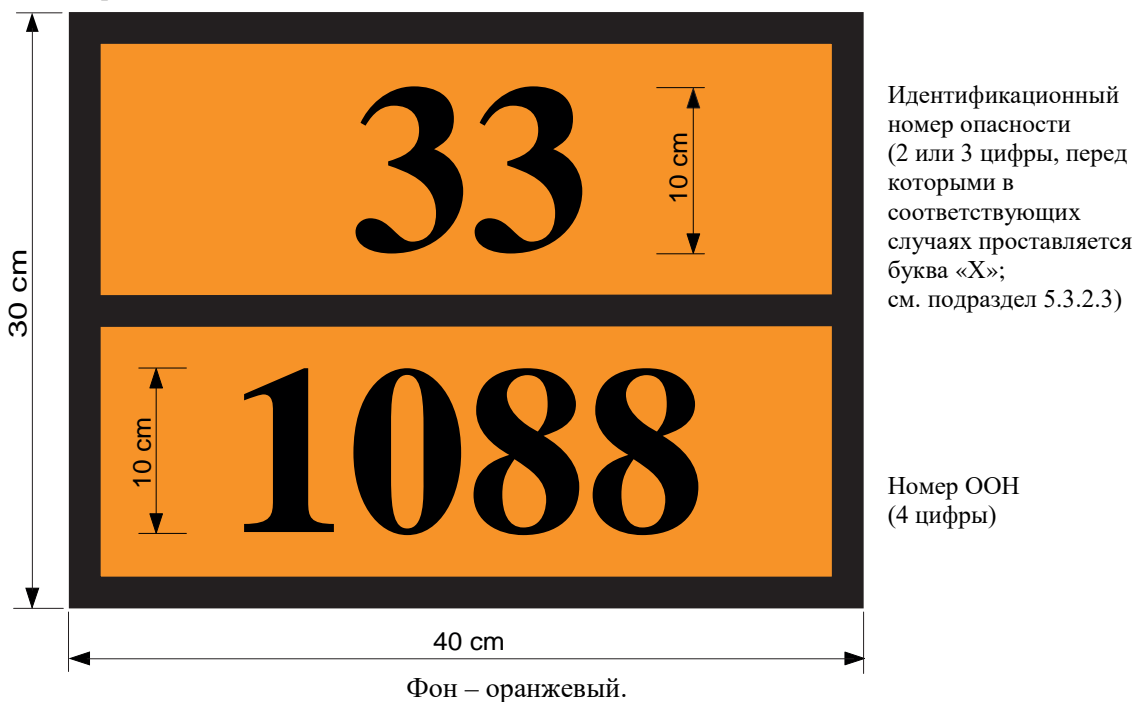 33
10 cm
Идентификационный
номер опасности
(2 или 3 цифры, перед
которыми в
соответствующих
случаях проставляется
буква «X»;
см. подраздел 5.3.2.3)
30 cm
10 cm
1088
Номер ООН
(4 цифры)
40 cm
Фон – оранжевый.